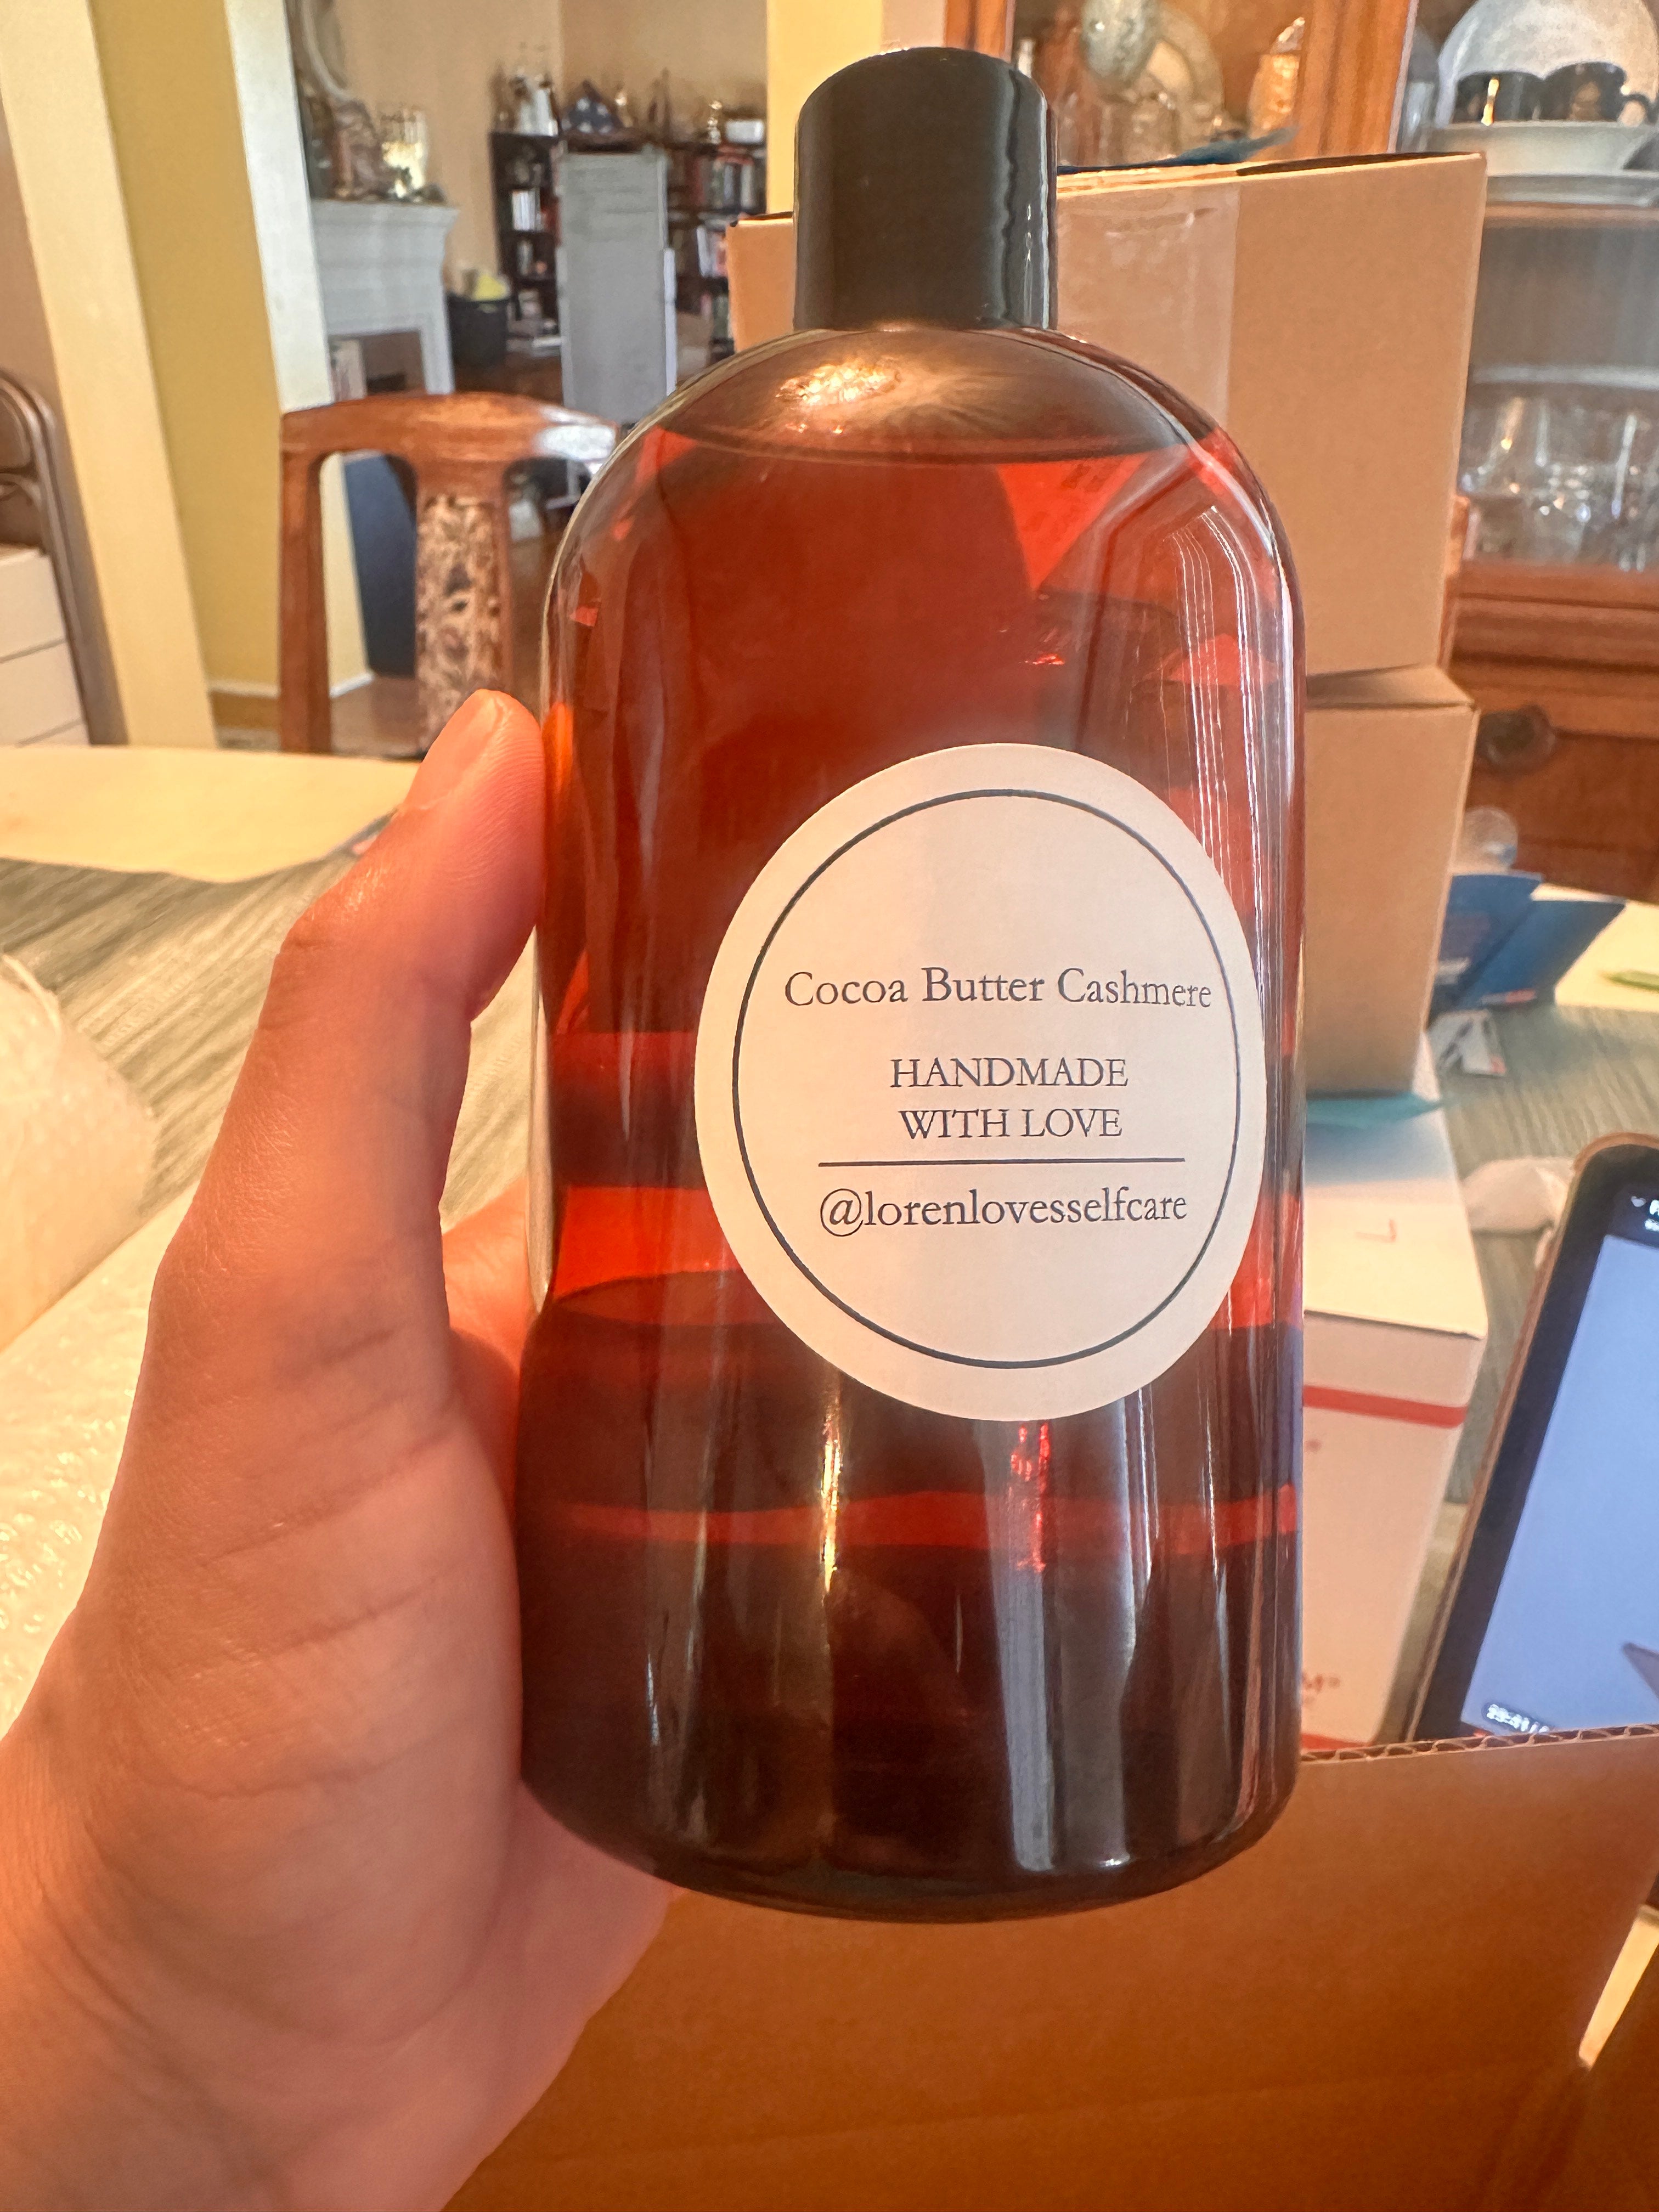 Cocoa Butter Cashmere
HANDMADE
WITH LOVE
@lorenlovesselfcare